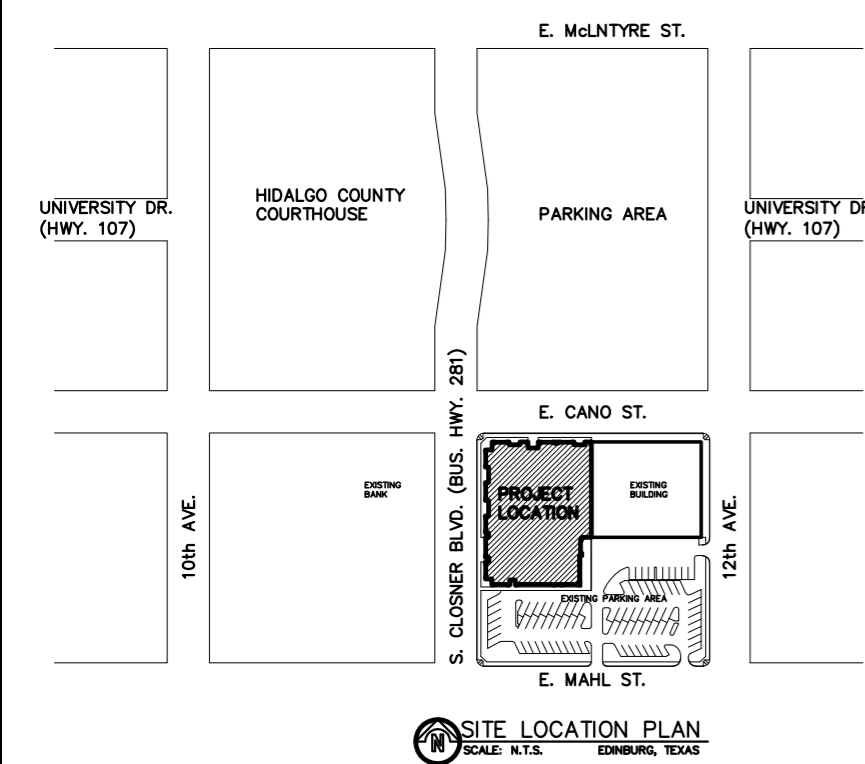 E. McLNTYRE ST.
HIDALGO COUNTY
COURTHOUSE
PARKING AREA
UNIVERSITY DR.
(HWY. 107)
UNIVERSITY DR
(HWY. 107)
S. CLOSNER BLVD. (BUS. HWY. 281)
E. CANO ST.
EXISTING
BANK
PROJECT
LOCATION
EXISTING
BUILDING
10th AVE.
12th AVE.
EXISTING PARKING AREA
E. MAHL ST.
N
SITE LOCATION PLAN
SCALE: N.T.S. EDINBURG, TEXAS